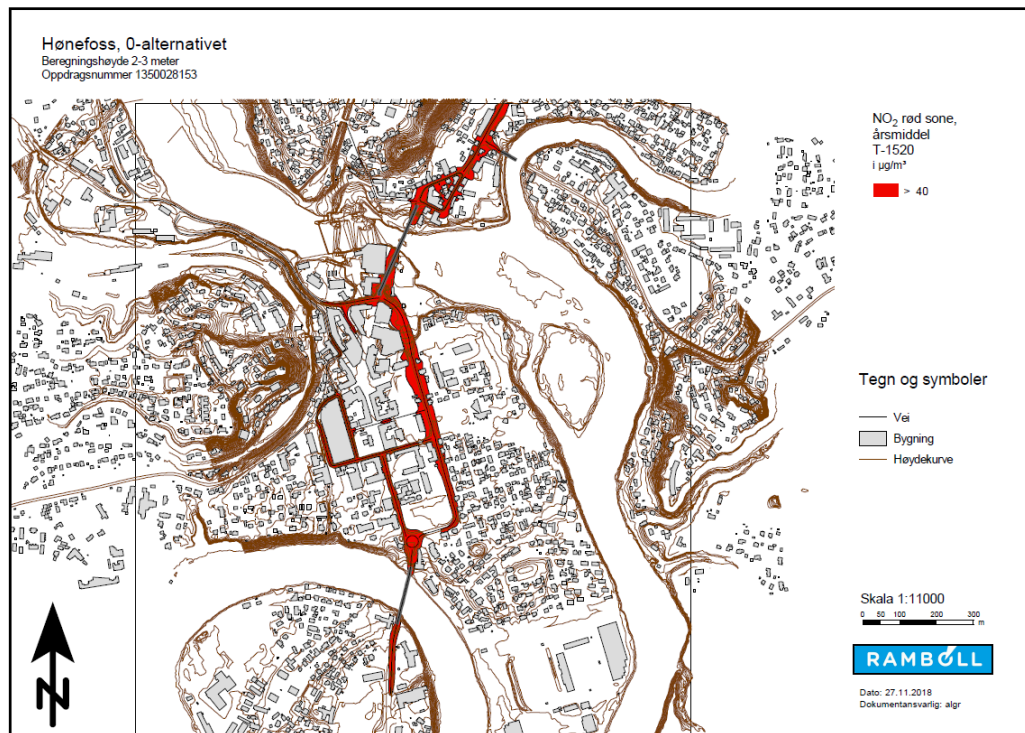 Hønefoss, 0-alternativet
Beregningshøyde 2-3 meter
Oppdragsnummer 1350028153
NO₂ rød sone,
årsmiddel
T-1520
i µg/m³
> 40
Tegn og symboler
Vei
Bygning
Høydekurve
Skala 1:11000
0 50 100 200 300
m
RAMBOLL
Dato: 27.11.2018
Dokumentansvarlig: algr
N